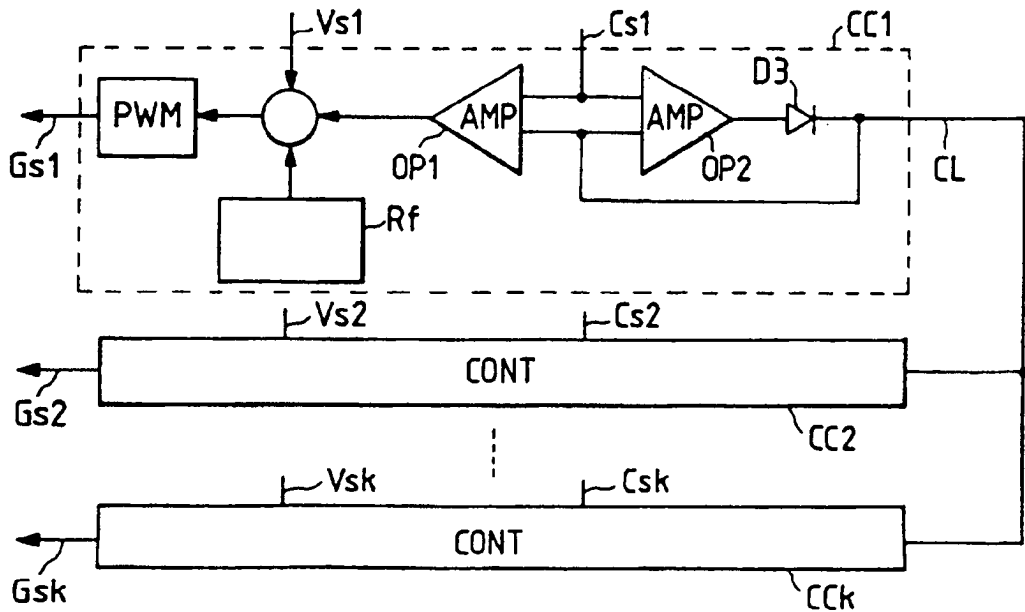 Vs1 Cs1 CC1
D3
PWM AMP AMP
Gs1 OP1 OP2 CL
Rf
Vs2 Cs2
CONT
Gs2 CC2
Vsk Csk
CONT
Gsk CCk